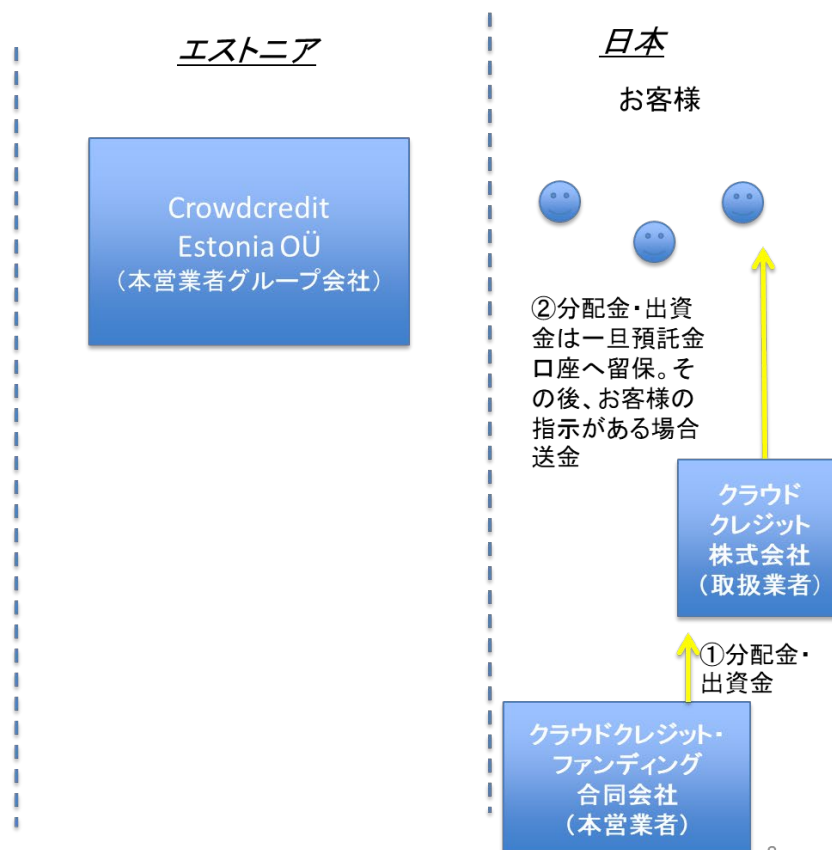 エストニア
日本
お客様
Crowdcredit
Estonia OÜ
（本営業者グループ会社）
②分配金・出資
金は一旦預託金
口座へ留保。そ
の後、お客様の
指示がある場合
送金
クラウド
クレジット
株式会社
（取扱業者）
①分配金・
出資金
クラウドクレジット・
ファンディング
合同会社
（本営業者）